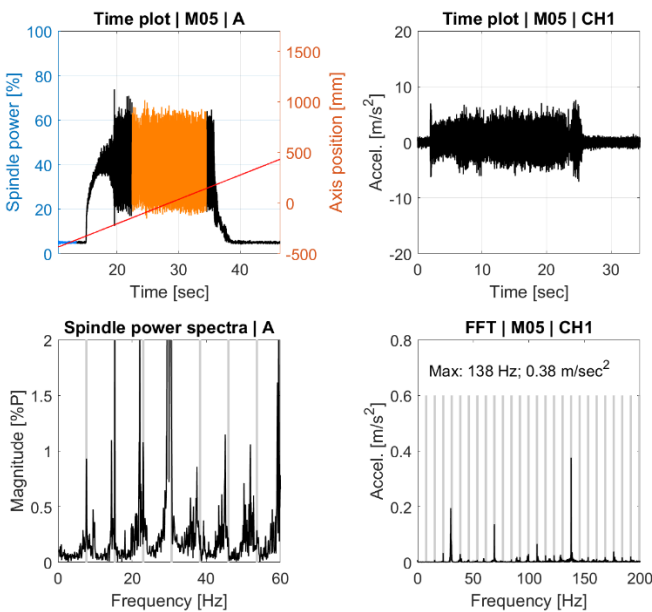 Time plot | M05 | A
100
80
60
40
20
0
Spindle power [%]
1500
1000
500
0
-500
Axis position [mm]
20 30 40
Time [sec]
Time plot | M05 | CH1
20
10
0
-10
-20
Accel. [m/s2]
0 10 20 30
Time [sec]
Spindle power spectra | A
2
1.5
1
0.5
0
Magnitude [%P]
0 20 40 60
Frequency [Hz]
FFT | M05 | CH1
Max: 138 Hz; 0.38 m/sec2
0.8
0.6
0.4
0.2
0
Accel. [m/s2]
0 50 100 150 200
Frequency [Hz]